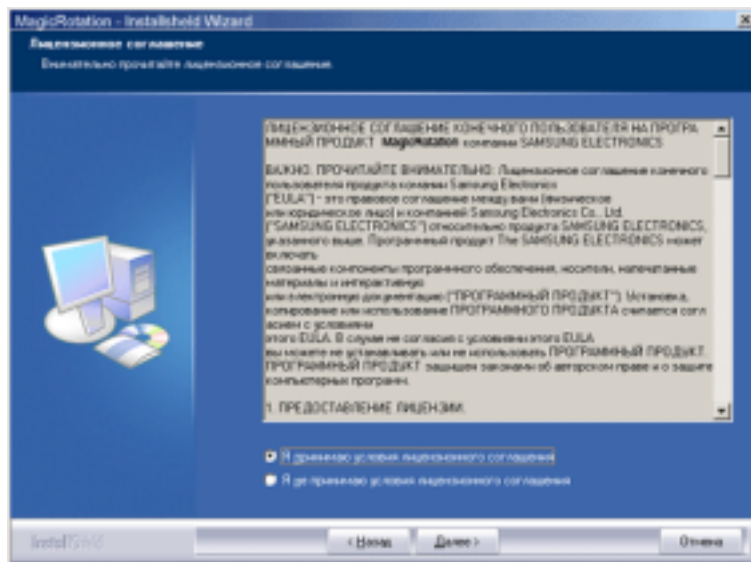 MagicRotation - InstallShield Wizard
Лицензионное соглашение
Внимательно прочитайте лицензионное соглашение.
ЛИЦЕНЗИОННОЕ СОГЛАШЕНИЕ КОНЕЧНОГО ПОЛЬЗОВАТЕЛЯ НА ПРОГРА
ММНЫЙ ПРОДУКТ MagicRotation компании SAMSUNG ELECTRONICS
ВАЖНО. ПРОЧИТАЙТЕ ВНИМАТЕЛЬНО: Лицензионное соглашение конечного
пользователя продукта компании Samsung Electronics
("EULA") - это правовое соглашение между вами (физическое
или юридическое лицо) и компанией Samsung Electronics Co., Ltd.
("SAMSUNG ELECTRONICS") относительно продукта SAMSUNG ELECTRONICS,
указанного выше. Программный продукт The SAMSUNG ELECTRONICS может
включать
связанные компоненты программного обеспечения, носители, напечатанные
материалы и интерактивную
или электронную документацию ("ПРОГРАММНЫЙ ПРОДУКТ"). Установка,
копирование или использование ПРОГРАММНОГО ПРОДУКТА считается согл
асием с условиями
этого EULA. В случае не согласия с условиями этого EULA
вы можете не устанавливать или не использовать ПРОГРАММНЫЙ ПРОДУКТ.
ПРОГРАММНЫЙ ПРОДУКТ защищен законами об авторском праве и о защите
компьютерных программ.
1. ПРЕДОСТАВЛЕНИЕ ЛИЦЕНЗИИ.
Я принимаю условия лицензионного соглашения
Я не принимаю условия лицензионного соглашения
InstallShield
< Назад Далее > Отмена